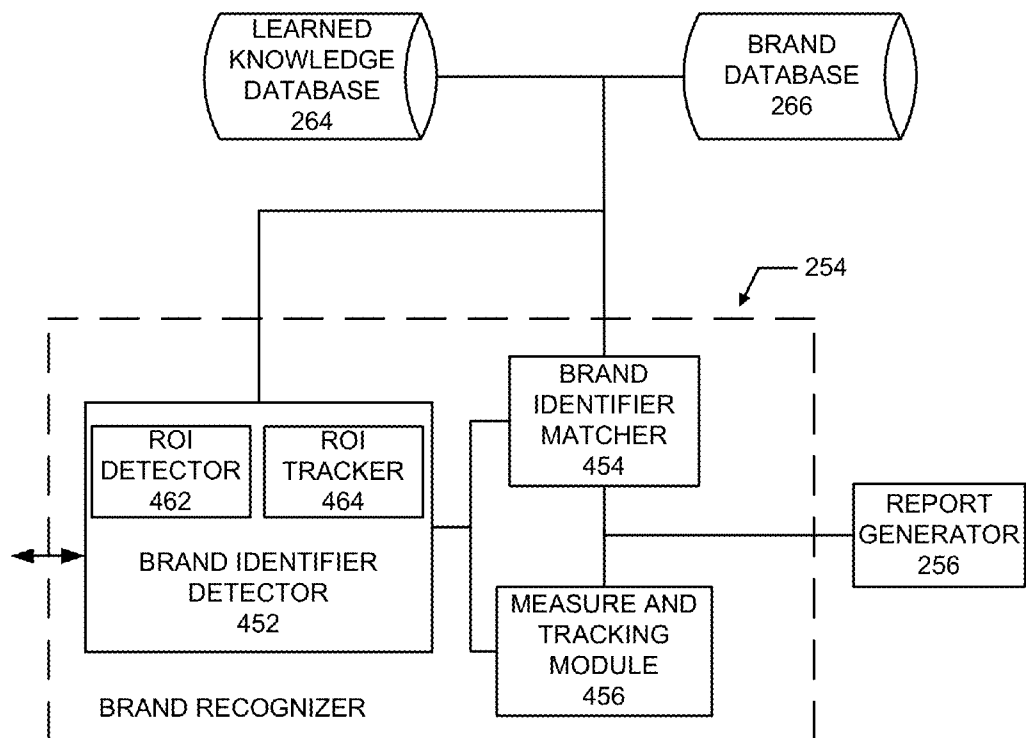 LEARNED
KNOWLEDGE
DATABASE
264
BRAND
DATABASE
266
254
BRAND
IDENTIFIER
MATCHER
454
ROI
DETECTOR
462
ROI
TRACKER
464
BRAND IDENTIFIER
DETECTOR
452
REPORT
GENERATOR
256
MEASURE AND
TRACKING
MODULE
456
BRAND RECOGNIZER